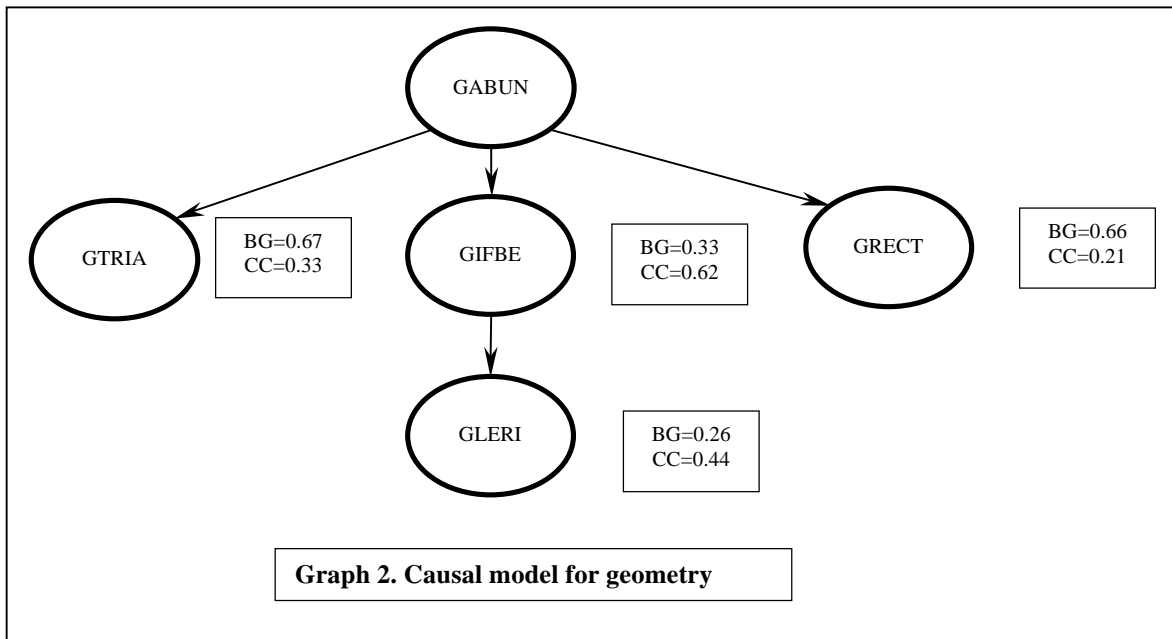 GABUN
GTRIA
BG=0.67
CC=0.33
GIFBE
BG=0.33
CC=0.62
GRECT
BG=0.66
CC=0.21
GLERI
BG=0.26
CC=0.44
Graph 2. Causal model for geometry